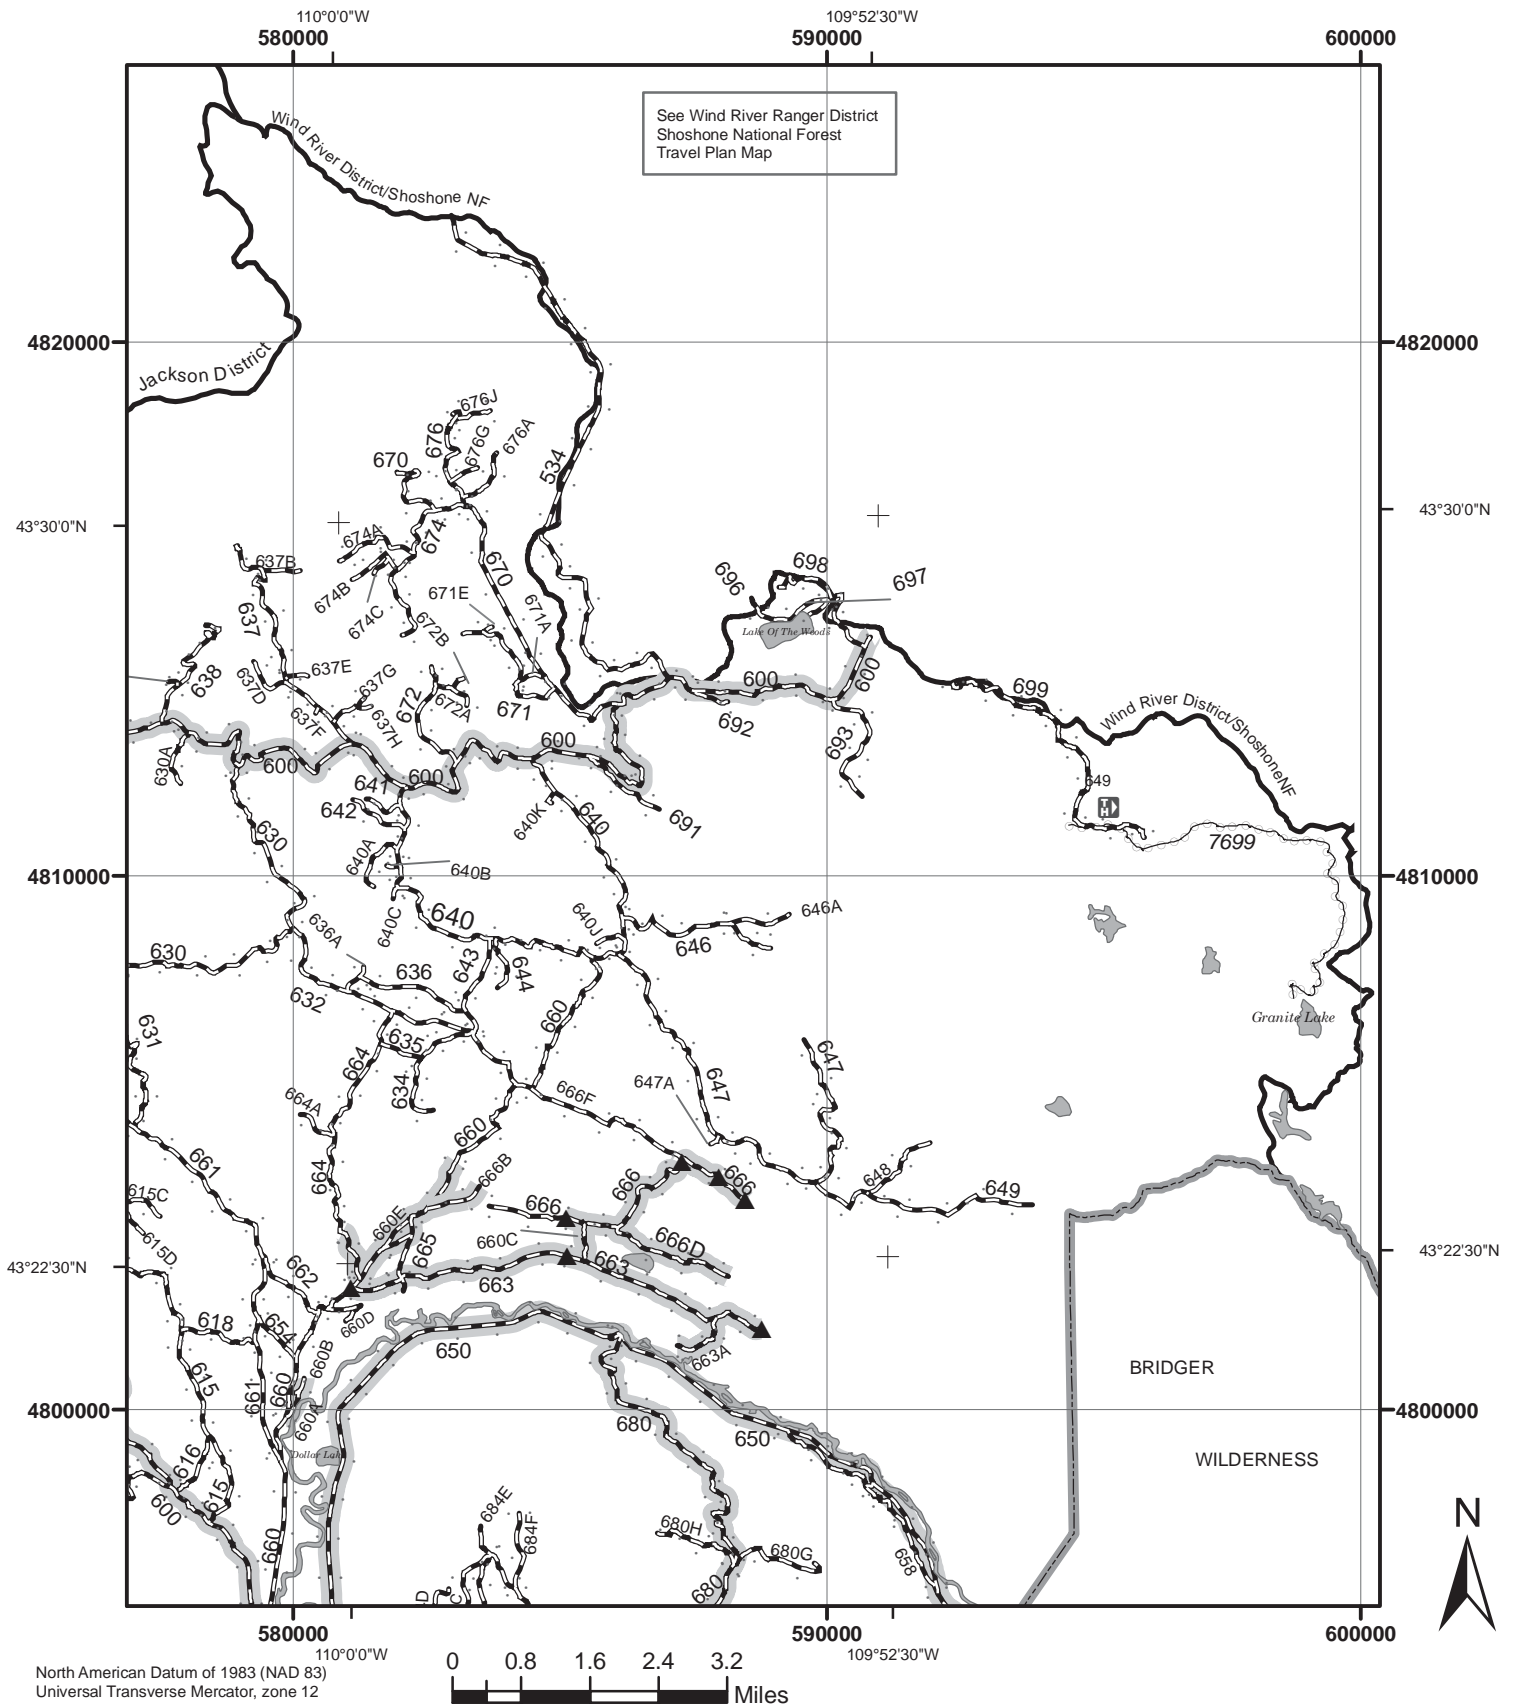 110°0'0"W
109°52'30"W
580000
590000
600000
See Wind River Ranger District
Shoshone National Forest
Travel Plan Map
Wind River District/Shoshone NF
4820000
4820000
Jackson District
676J
676
676G
676A
670
534
43°30'0"N
43°30'0"N
674A
674
670
637B
674B
674C
671E
671A
672B
696
698
697
Lake Of The Woods
637
638
637E
637D
637G
637F
637H
672
672A
671
600
600
692
699
693
Wind River District/ShoshoneNF
630A
600
600
600
641
642
649
TH
640K
640
691
630
7699
640A
640B
4810000
4810000
640C
640
640J
646A
646
636A
630
636
643
644
632
660
Granite Lake
631
635
664
634
647A
647
647
664A
666F
661
660
664
666B
666
666
648
649
615C
660E
666
615D
665
660C
666D
43°22'30"N
43°22'30"N
662
663
663
660D
618
654
660B
650
663A
BRIDGER
615
661
660
660A
4800000
4800000
680
650
Dollar Lake
WILDERNESS
616
615
600
684E
684F
680H
680G
660
658
680
D
C
N
580000
590000
600000
110°0'0"W
109°52'30"W
North American Datum of 1983 (NAD 83)
Universal Transverse Mercator, zone 12
0 0.8 1.6 2.4 3.2
Miles